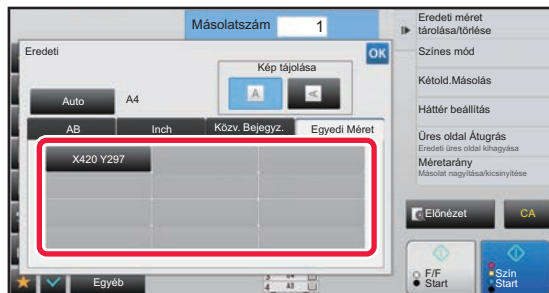 Másolatszám 1
Eredeti
OK
Kép tájolása
A A
Auto A4
AB Inch Közv. Bejegyz. Egyedi Méret
X420 Y297
Egyéb
Eredeti méret
tárolása/törlése
Színes mód
Kétold.Másolás
Háttér beállítás
Üres oldal Átugrás
Eredeti üres oldal kihagyása
Méretarány
Másolat nagyítása/kicsinyítése
Előnézet CA
F/F
Start
Szín
Start